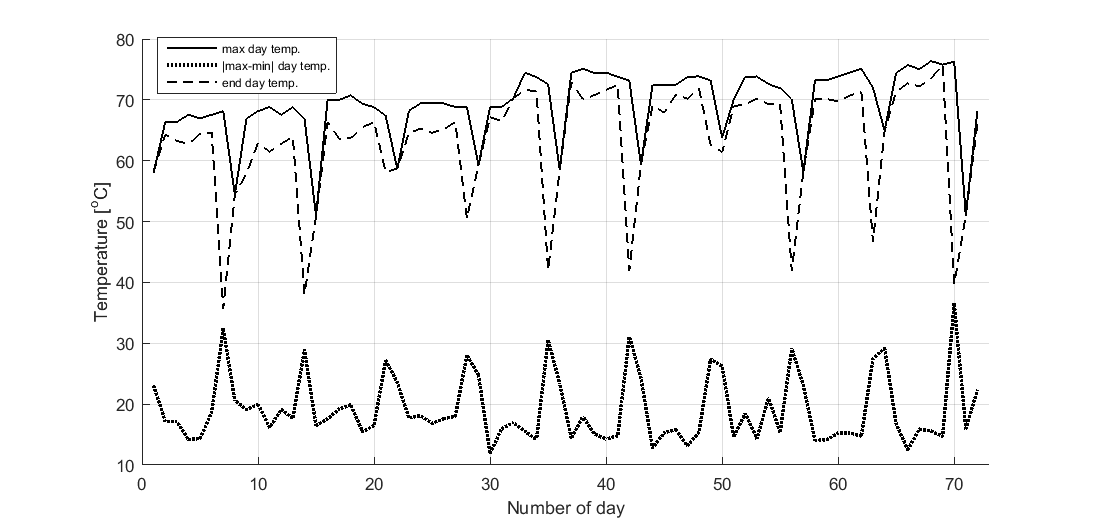 max day temp.
|max-min| day temp.
end day temp.
80
70
60
50
40
30
20
10
Temperature [°C]
0 10 20 30 40 50 60 70
Number of day